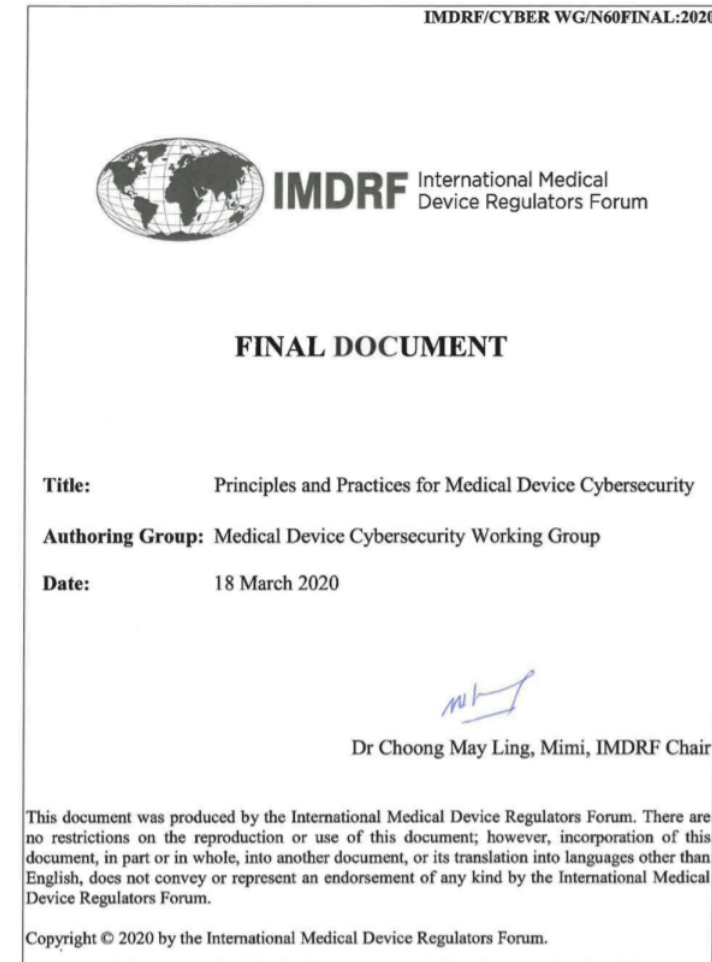 IMDRF/CYBER WG/N60FINAL:2020
IMDRF International Medical
Device Regulators Forum
FINAL DOCUMENT
Title: Principles and Practices for Medical Device Cybersecurity
Authoring Group: Medical Device Cybersecurity Working Group
Date: 18 March 2020
Dr Choong May Ling, Mimi, IMDRF Chair
This document was produced by the International Medical Device Regulators Forum. There are
no restrictions on the reproduction or use of this document; however, incorporation of this
document, in part or in whole, into another document, or its translation into languages other than
English, does not convey or represent an endorsement of any kind by the International Medical
Device Regulators Forum.
Copyright © 2020 by the International Medical Device Regulators Forum.